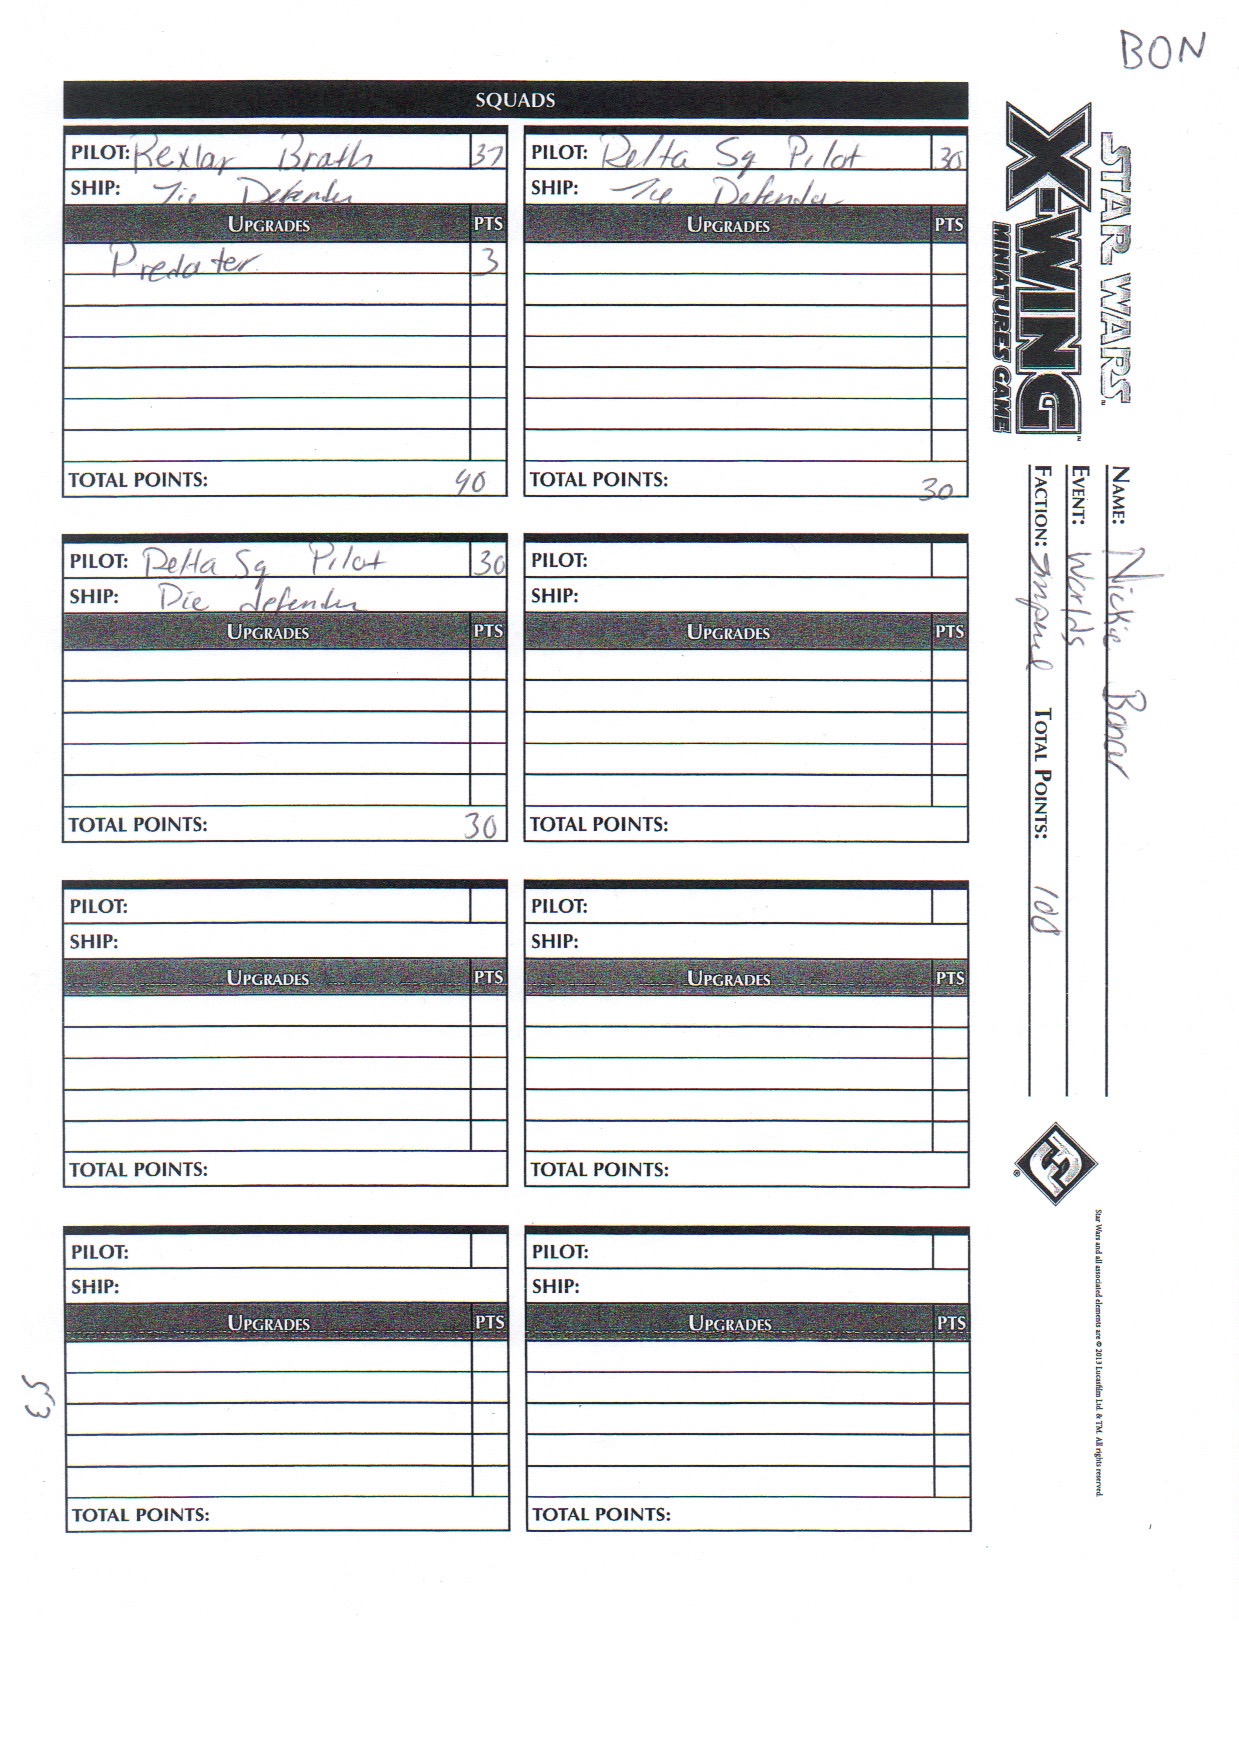 BON
SQUADS
PILOT: Rexlar Brath 37
SHIP: Tie Defender
UPGRADES PTS
Predater 3
TOTAL POINTS: 40
PILOT: Delta Sq Pilot 30
SHIP: Tie Defender
UPGRADES PTS
TOTAL POINTS: 30
PILOT: Delta Sq Pilot 30
SHIP: Die defender
UPGRADES PTS
TOTAL POINTS: 30
PILOT:
SHIP:
UPGRADES PTS
TOTAL POINTS:
PILOT:
SHIP:
UPGRADES PTS
TOTAL POINTS:
PILOT:
SHIP:
UPGRADES PTS
TOTAL POINTS:
PILOT:
SHIP:
UPGRADES PTS
TOTAL POINTS:
PILOT:
SHIP:
UPGRADES PTS
TOTAL POINTS:
STAR WARS™
X-WING™
MINIATURES GAME
NAME: Nickie Bonar
EVENT: Worlds
FACTION: Imperial TOTAL POINTS: 100
Star Wars and all associated elements are © 2013 Lucasfilm Ltd. & TM. All rights reserved.
53